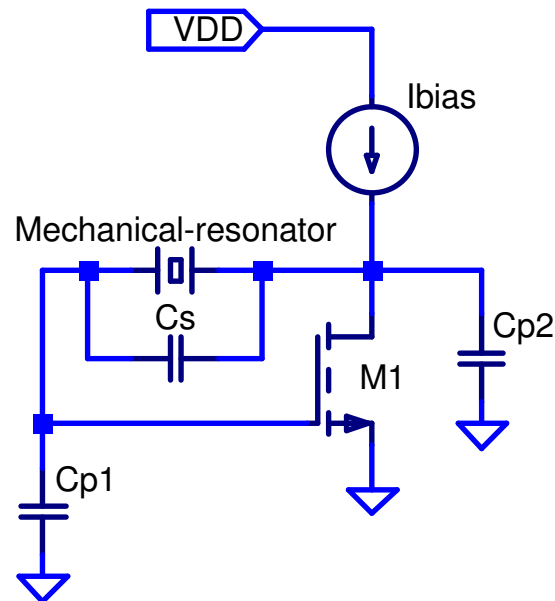 VDD
Ibias
Mechanical-resonator
Cs
Cp2
M1
Cp1